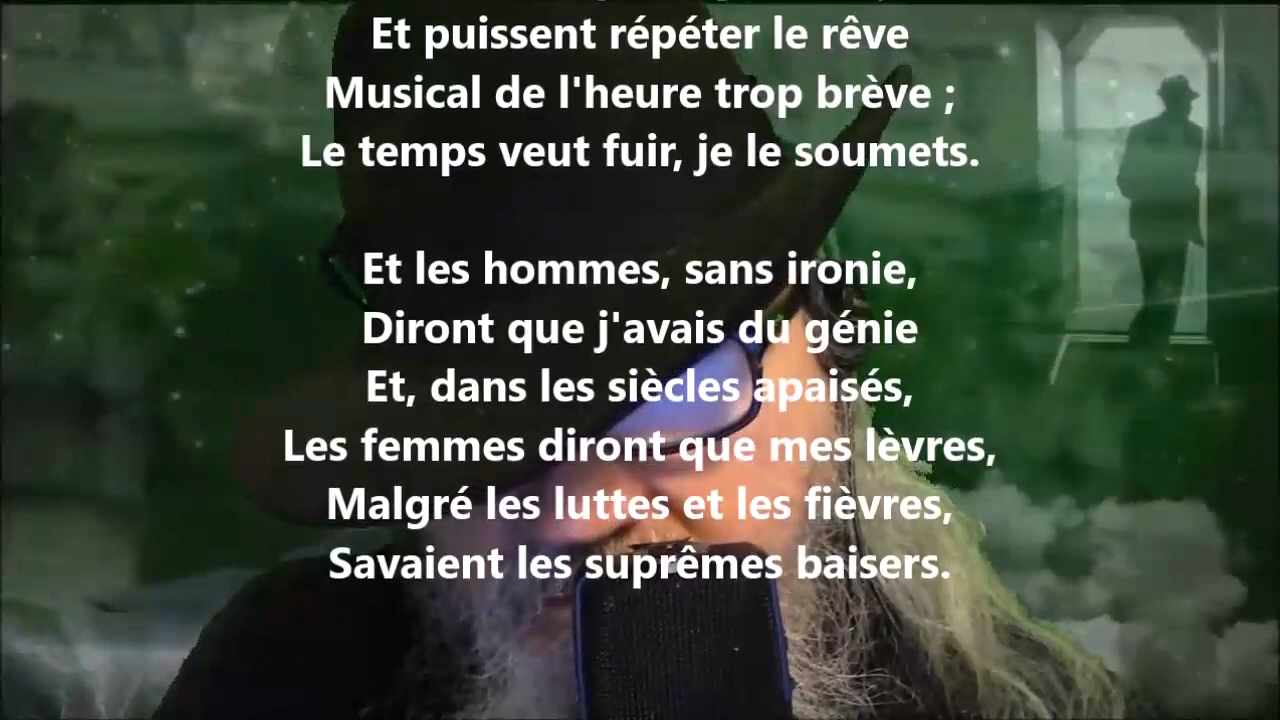 Et puissent répéter le rêve
Musical de l'heure trop brève ;
Le temps veut fuir, je le soumets.
Et les hommes, sans ironie,
Diront que j'avais du génie
Et, dans les siècles apaisés,
Les femmes diront que mes lèvres,
Malgré les luttes et les fièvres,
Savaient les suprêmes baisers.